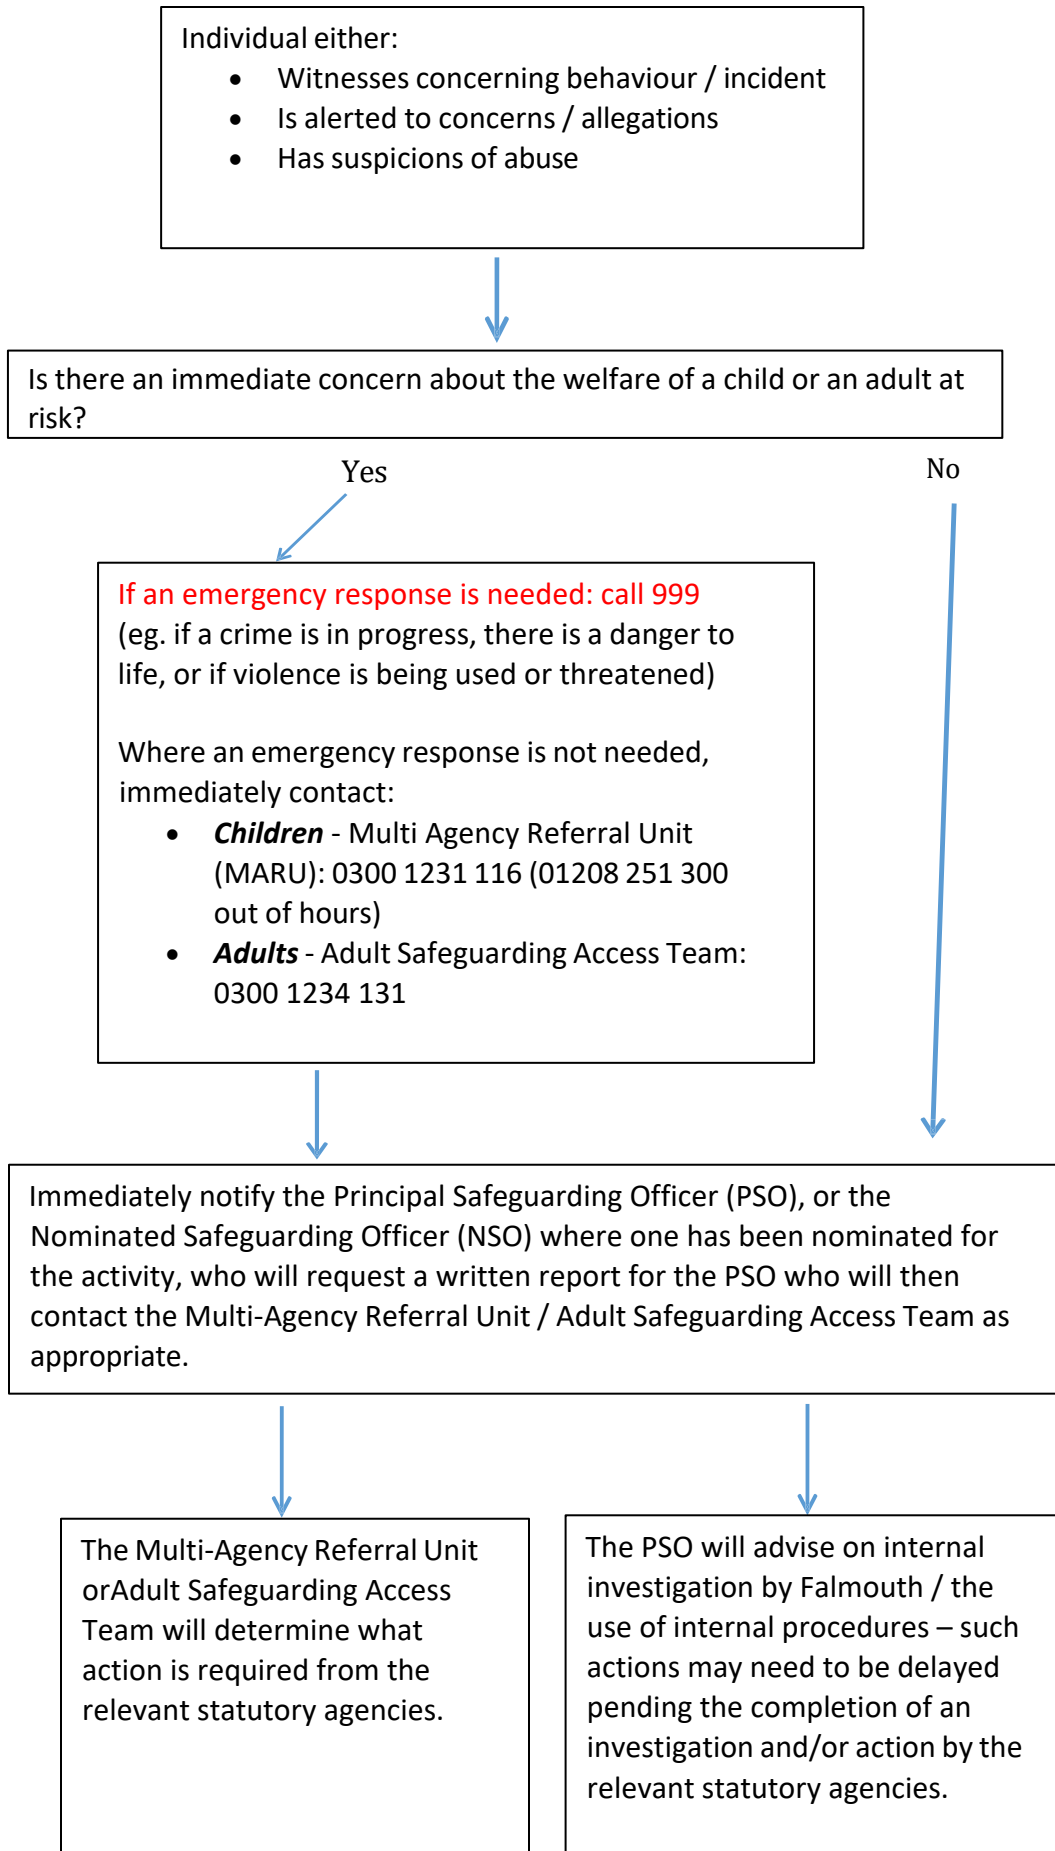 Individual either:
• Witnesses concerning behaviour / incident
• Is alerted to concerns / allegations
• Has suspicions of abuse
Is there an immediate concern about the welfare of a child or an adult at
risk?
Yes
No
If an emergency response is needed: call 999
(eg. if a crime is in progress, there is a danger to
life, or if violence is being used or threatened)
Where an emergency response is not needed,
immediately contact:
• Children - Multi Agency Referral Unit
(MARU): 0300 1231 116 (01208 251 300
out of hours)
• Adults - Adult Safeguarding Access Team:
0300 1234 131
Immediately notify the Principal Safeguarding Officer (PSO), or the
Nominated Safeguarding Officer (NSO) where one has been nominated for
the activity, who will request a written report for the PSO who will then
contact the Multi-Agency Referral Unit / Adult Safeguarding Access Team as
appropriate.
The Multi-Agency Referral Unit
orAdult Safeguarding Access
Team will determine what
action is required from the
relevant statutory agencies.
The PSO will advise on internal
investigation by Falmouth / the
use of internal procedures – such
actions may need to be delayed
pending the completion of an
investigation and/or action by the
relevant statutory agencies.